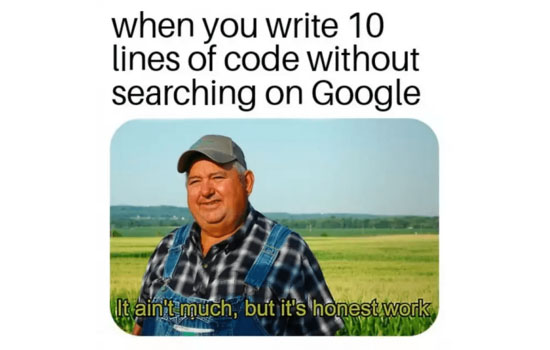 when you write 10
lines of code without
searching on Google
It ain't much, but it's honest work